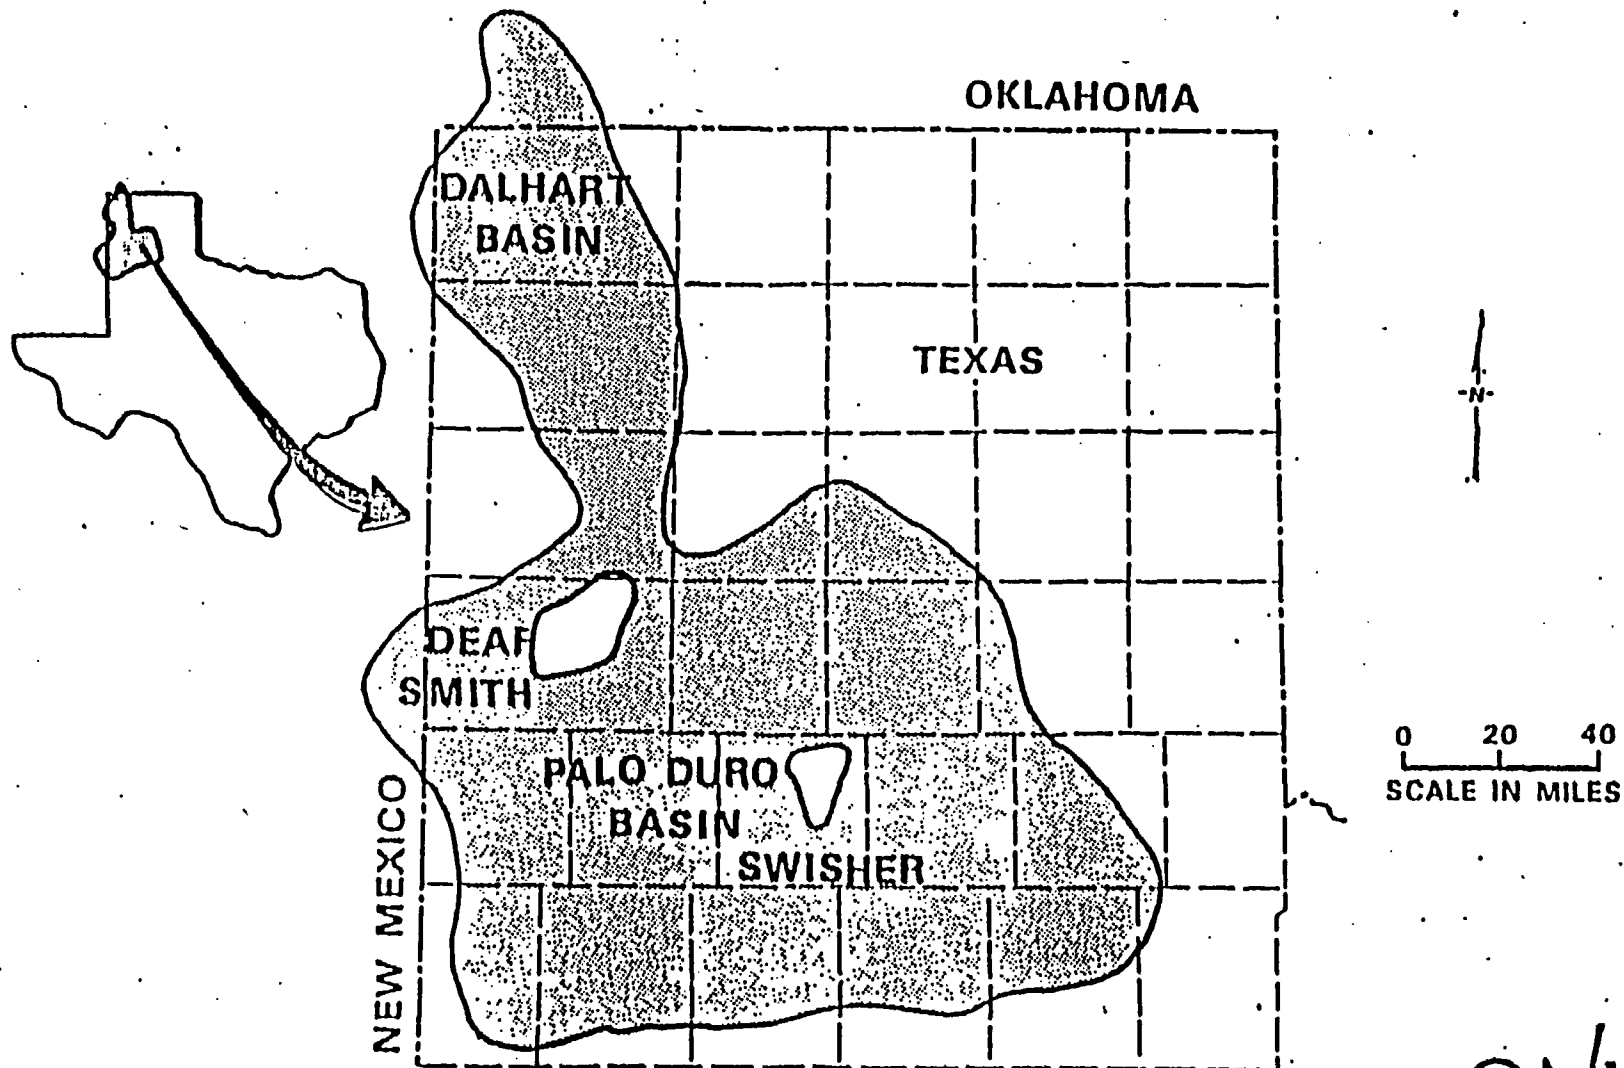 OKLAHOMA
DALHART
BASIN
TEXAS
-N-
DEAF
SMITH
PALO DURO
BASIN
SWISHER
NEW MEXICO
0 20 40
SCALE IN MILES